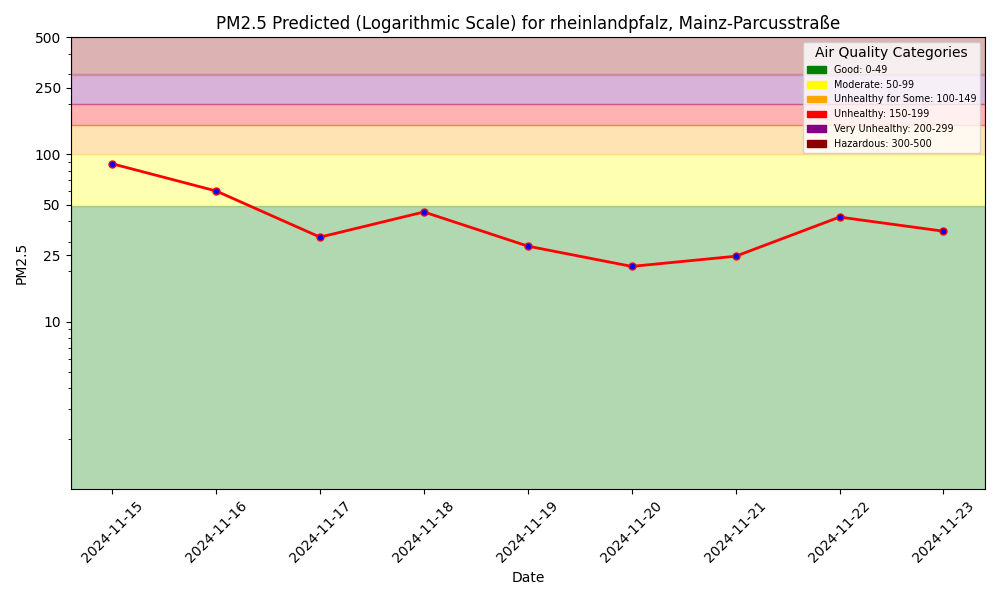 PM2.5 Predicted (Logarithmic Scale) for rheinlandpfalz, Mainz-Parcusstraße
500
250
100
50
25
10
PM2.5
Air Quality Categories
Good: 0-49
Moderate: 50-99
Unhealthy for Some: 100-149
Unhealthy: 150-199
Very Unhealthy: 200-299
Hazardous: 300-500
2024-11-15
2024-11-16
2024-11-17
2024-11-18
2024-11-19
2024-11-20
2024-11-21
2024-11-22
2024-11-23
Date